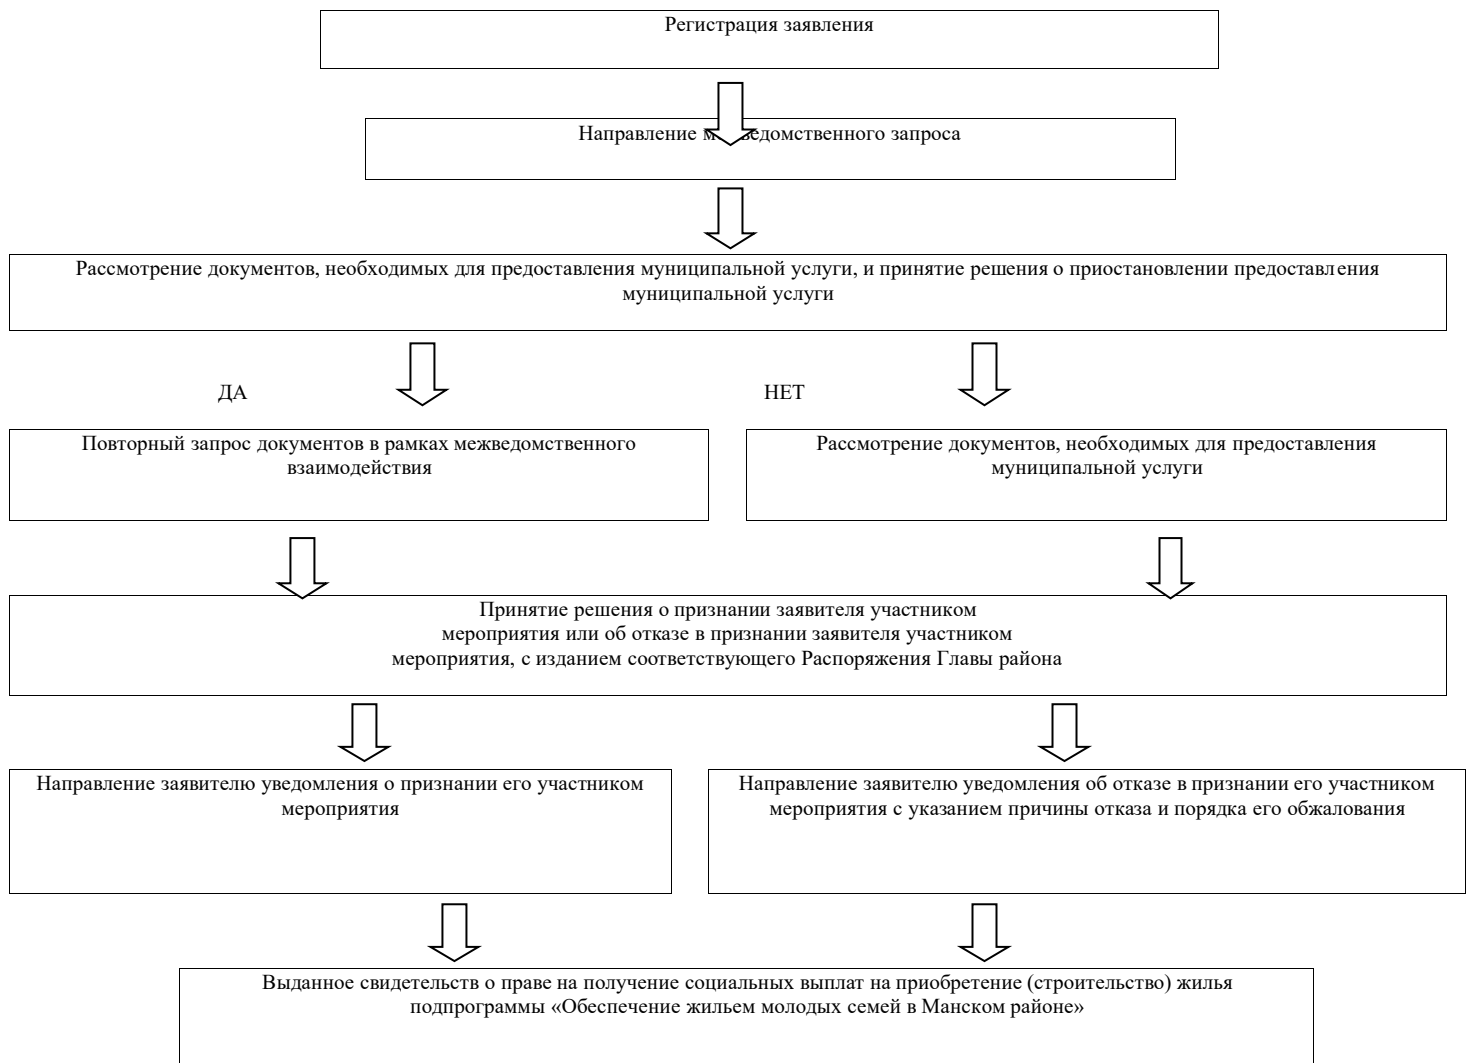 Регистрация заявления
Направление м ведомственного запроса
Рассмотрение документов, необходимых для предоставления муниципальной услуги, и принятие решения о приостановлении предоставления
муниципальной услуги
ДА
НЕТ
Повторный запрос документов в рамках межведомственного
взаимодействия
Рассмотрение документов, необходимых для предоставления
муниципальной услуги
Принятие решения о признании заявителя участником
мероприятия или об отказе в признании заявителя участником
мероприятия, с изданием соответствующего Распоряжения Главы района
Направление заявителю уведомления о признании его участником
мероприятия
Направление заявителю уведомления об отказе в признании его участником
мероприятия с указанием причины отказа и порядка его обжалования
Выданное свидетельств о праве на получение социальных выплат на приобретение (строительство) жилья
подпрограммы «Обеспечение жильем молодых семей в Манском районе»